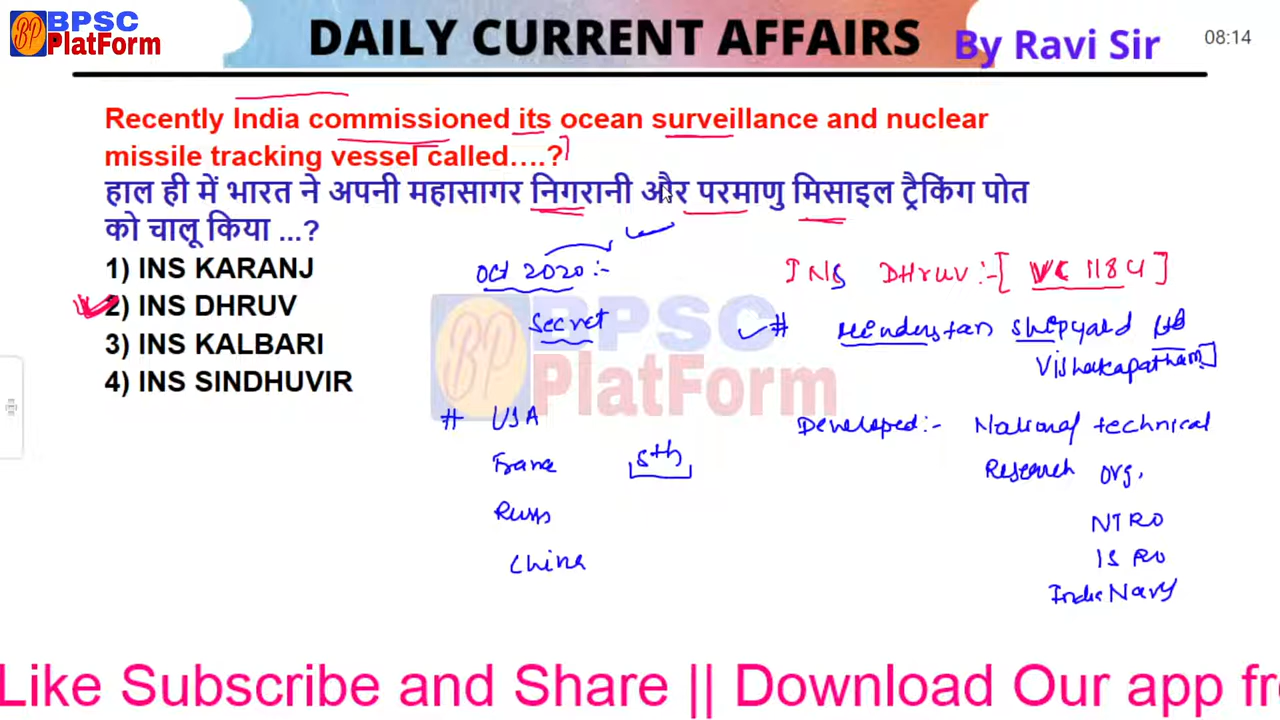 BPSC
PlatForm
DAILY CURRENT AFFAIRS
By Ravi Sir
08:14
Recently India commissioned its ocean surveillance and nuclear
missile tracking vessel called….?
हाल ही में भारत ने अपनी महासागर निगरानी और परमाणु मिसाइल ट्रैकिंग पोत
को चालू किया ...?
1) INS KARANJ
2) INS DHRUV
3) INS KALBARI
4) INS SINDHUVIR
Oct 2020:-
Secret
# USA
France
Russ
China
5th
INS DHruv:-[ VC 1184]
# Hindustan shipyard Ltd
Vishakapatnam]
Developed:- National technical
Research org.
NTRO
ISRO
India Navy
BPSC
PlatForm
Like Subscribe and Share || Download Our app fr